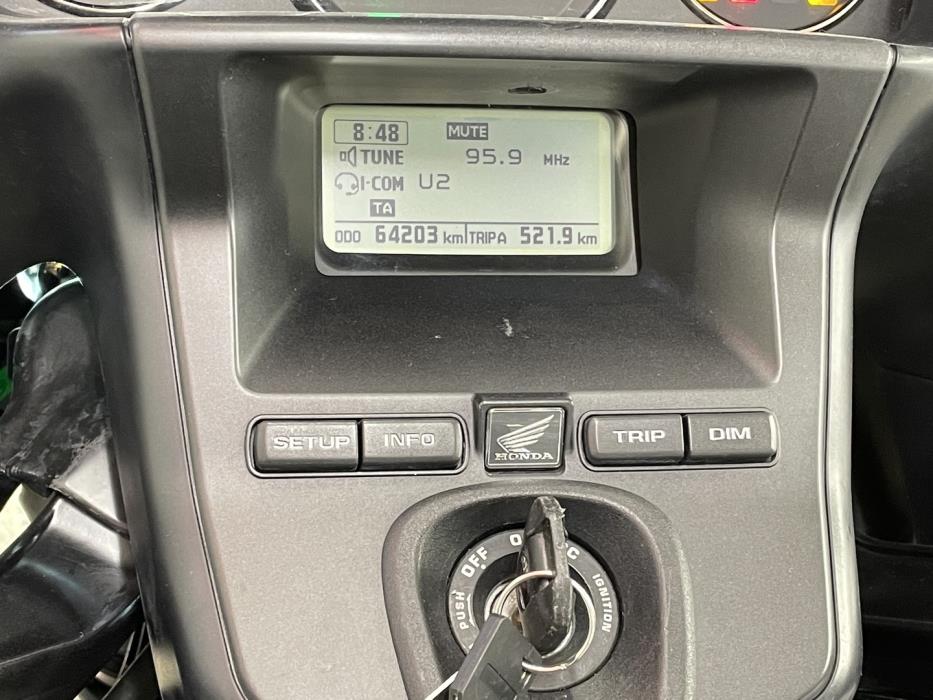 8:48 MUTE
TUNE 95.9 MHz
I-COM U2
TA
ODO 64203 km TRIP A 521.9 km
SETUP INFO HONDA TRIP DIM
PUSH OFF IGNITION